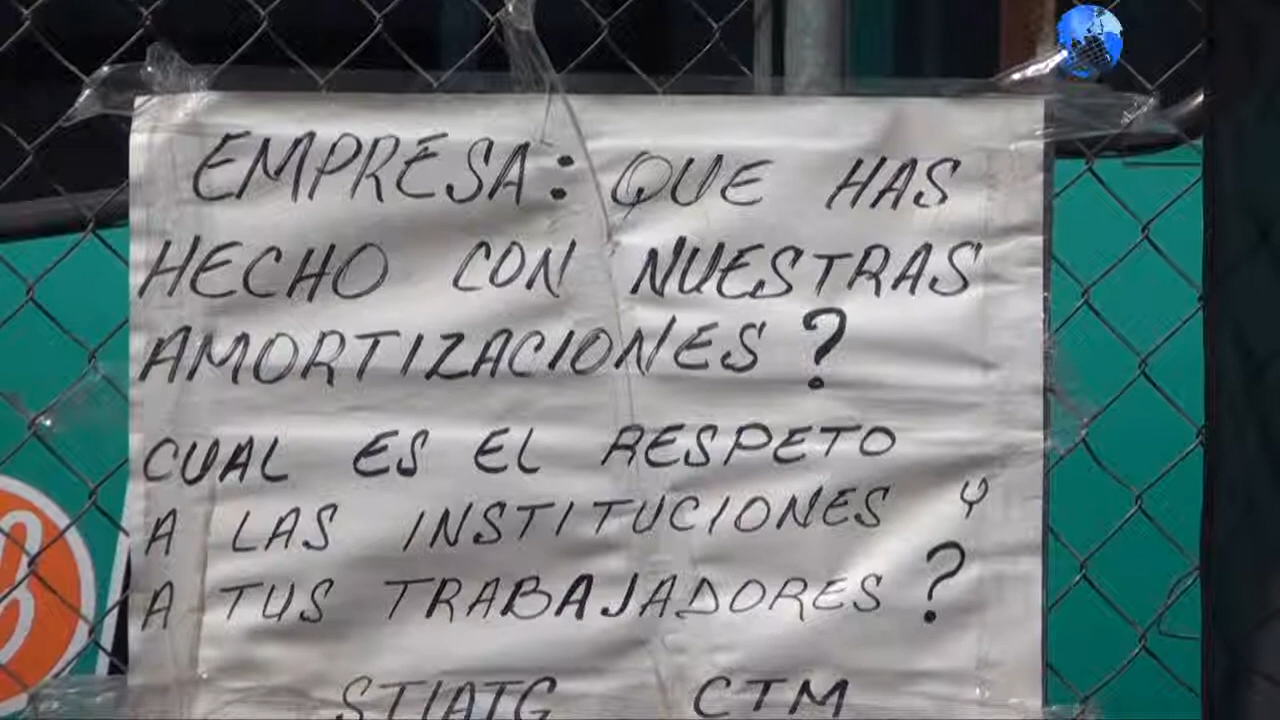 EMPRESA: QUE HAS
HECHO CON NUESTRAS
AMORTIZACIONES?
CUAL ES EL RESPETO
A LAS INSTITUCIONES Y
A TUS TRABAJADORES?
STIATG CTM